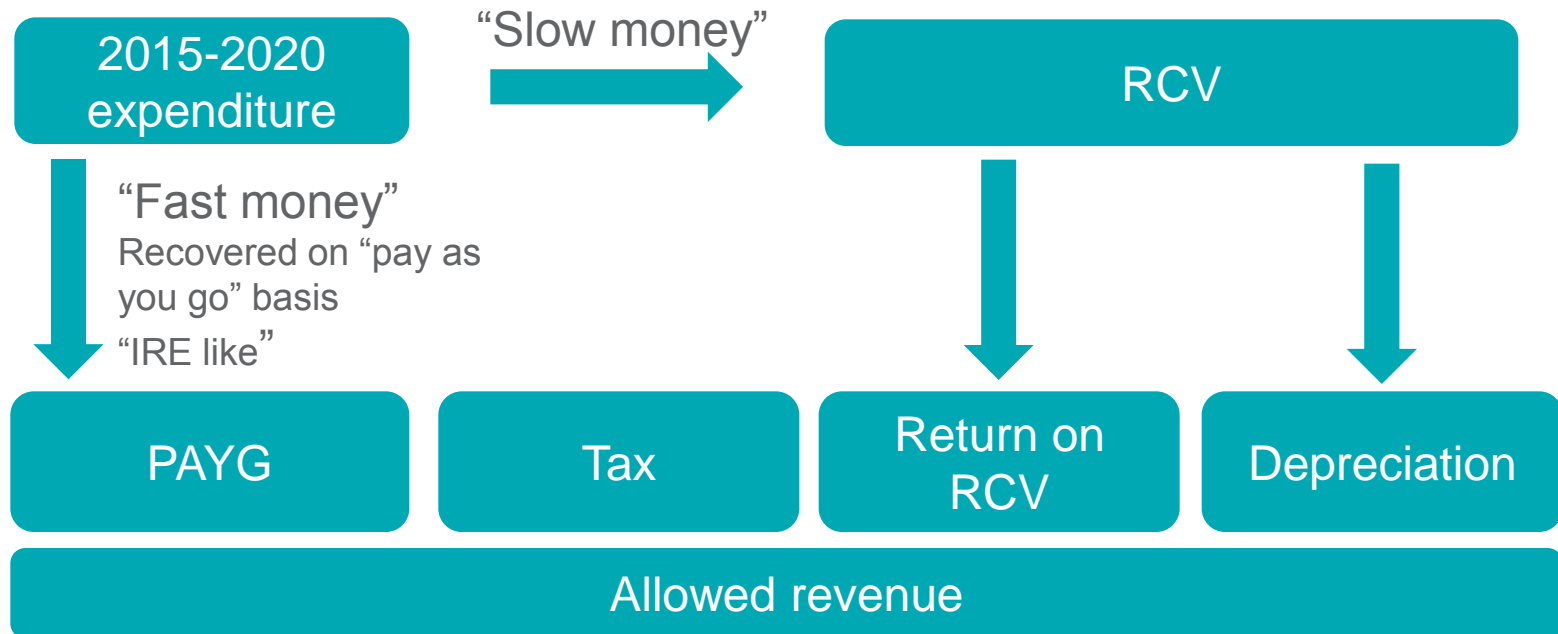 2015-2020
expenditure
“Slow money”
RCV
“Fast money”
Recovered on “pay as
you go” basis
“IRE like”
PAYG
Tax
Return on
RCV
Depreciation
Allowed revenue